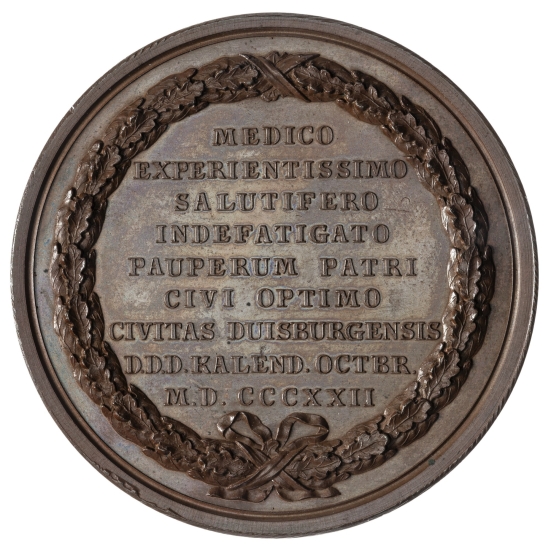 MEDICO
EXPERIENTISSIMO
SALUTIFERO
INDEFATIGATO
PAUPERUM PATRI
CIVI OPTIMO
CIVITAS DUISBURGENSIS
D.D.D. KALEND. OCTBR.
M.D. CCCXXII